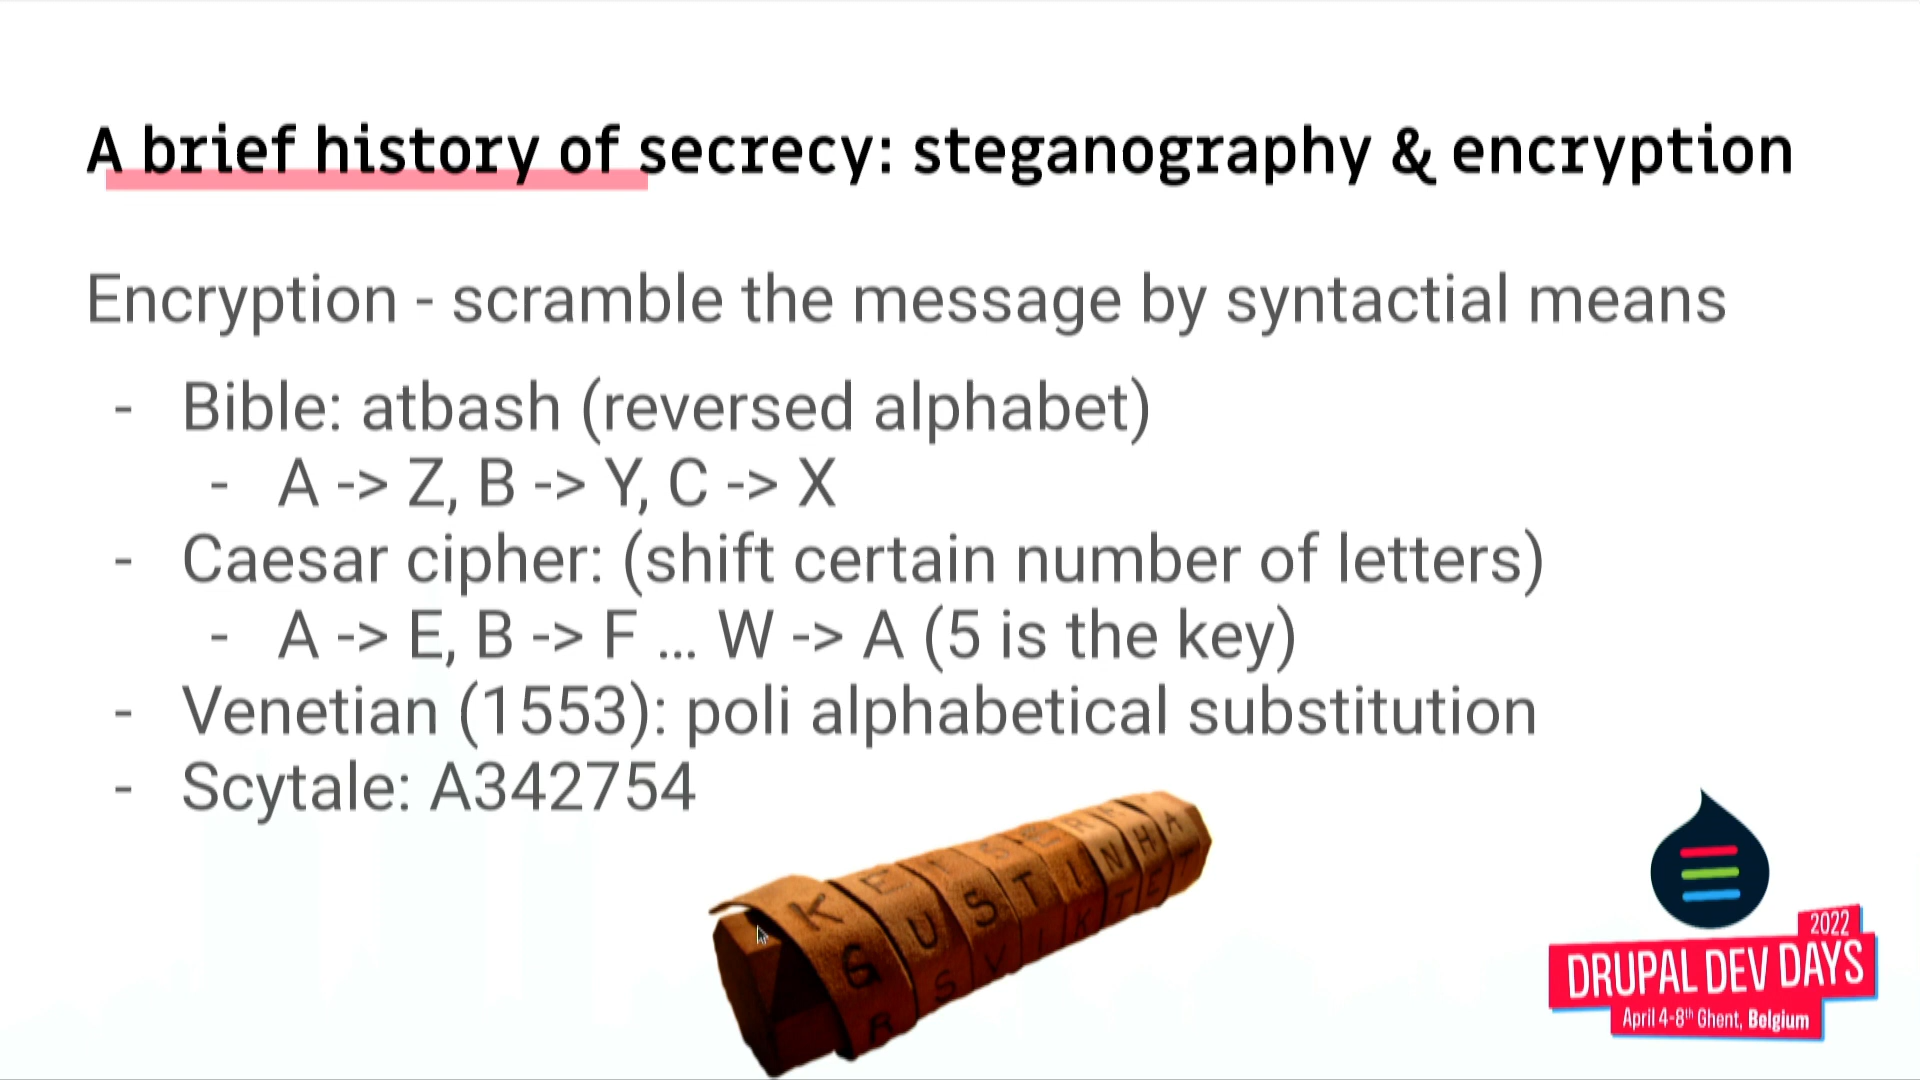 A brief history of secrecy: steganography & encryption
Encryption - scramble the message by syntactial means
- Bible: atbash (reversed alphabet)
- A -> Z, B -> Y, C -> X
- Caesar cipher: (shift certain number of letters)
- A -> E, B -> F ... W -> A (5 is the key)
- Venetian (1553): poli alphabetical substitution
- Scytale: A342754
2022
DRUPAL DEV DAYS
April 4-8th Ghent, Belgium